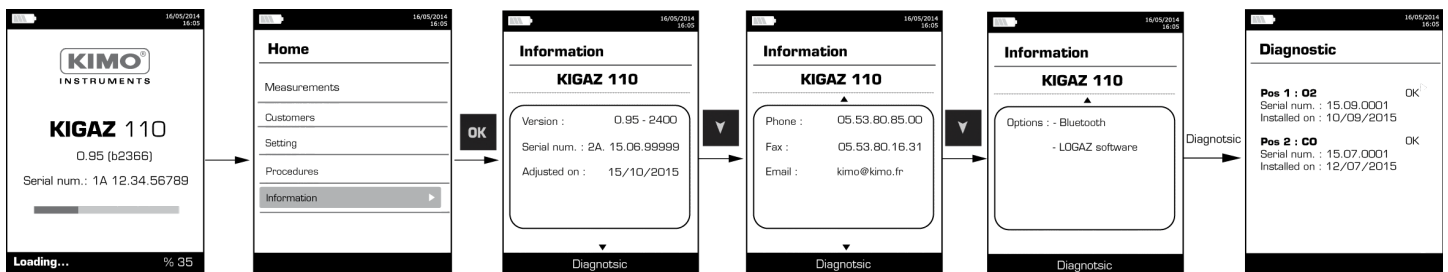 16/05/2014
16:05
KIMO®
INSTRUMENTS
KIGAZ 110
0.95 (b2366)
Serial num.: 1A 12.34.56789
Loading... % 35
16/05/2014
16:05
Home
Measurements
Customers
Setting
Procedures
Information
OK
16/05/2014
16:05
Information
KIGAZ 110
Version : 0.95 - 2400
Serial num. : 2A. 15.06.99999
Adjusted on : 15/10/2015
Diagnotsic
16/05/2014
16:05
Information
KIGAZ 110
Phone : 05.53.80.85.00
Fax : 05.53.80.16.31
Email : kimo@kimo.fr
Diagnotsic
16/05/2014
16:05
Information
KIGAZ 110
Options : - Bluetooth
- LOGAZ software
Diagnotsic
Diagnotsic
16/05/2014
16:05
Diagnostic
Pos 1 : O2 OK
Serial num. : 15.09.0001
Installed on : 10/09/2015
Pos 2 : CO OK
Serial num. : 15.07.0001
Installed on : 12/07/2015